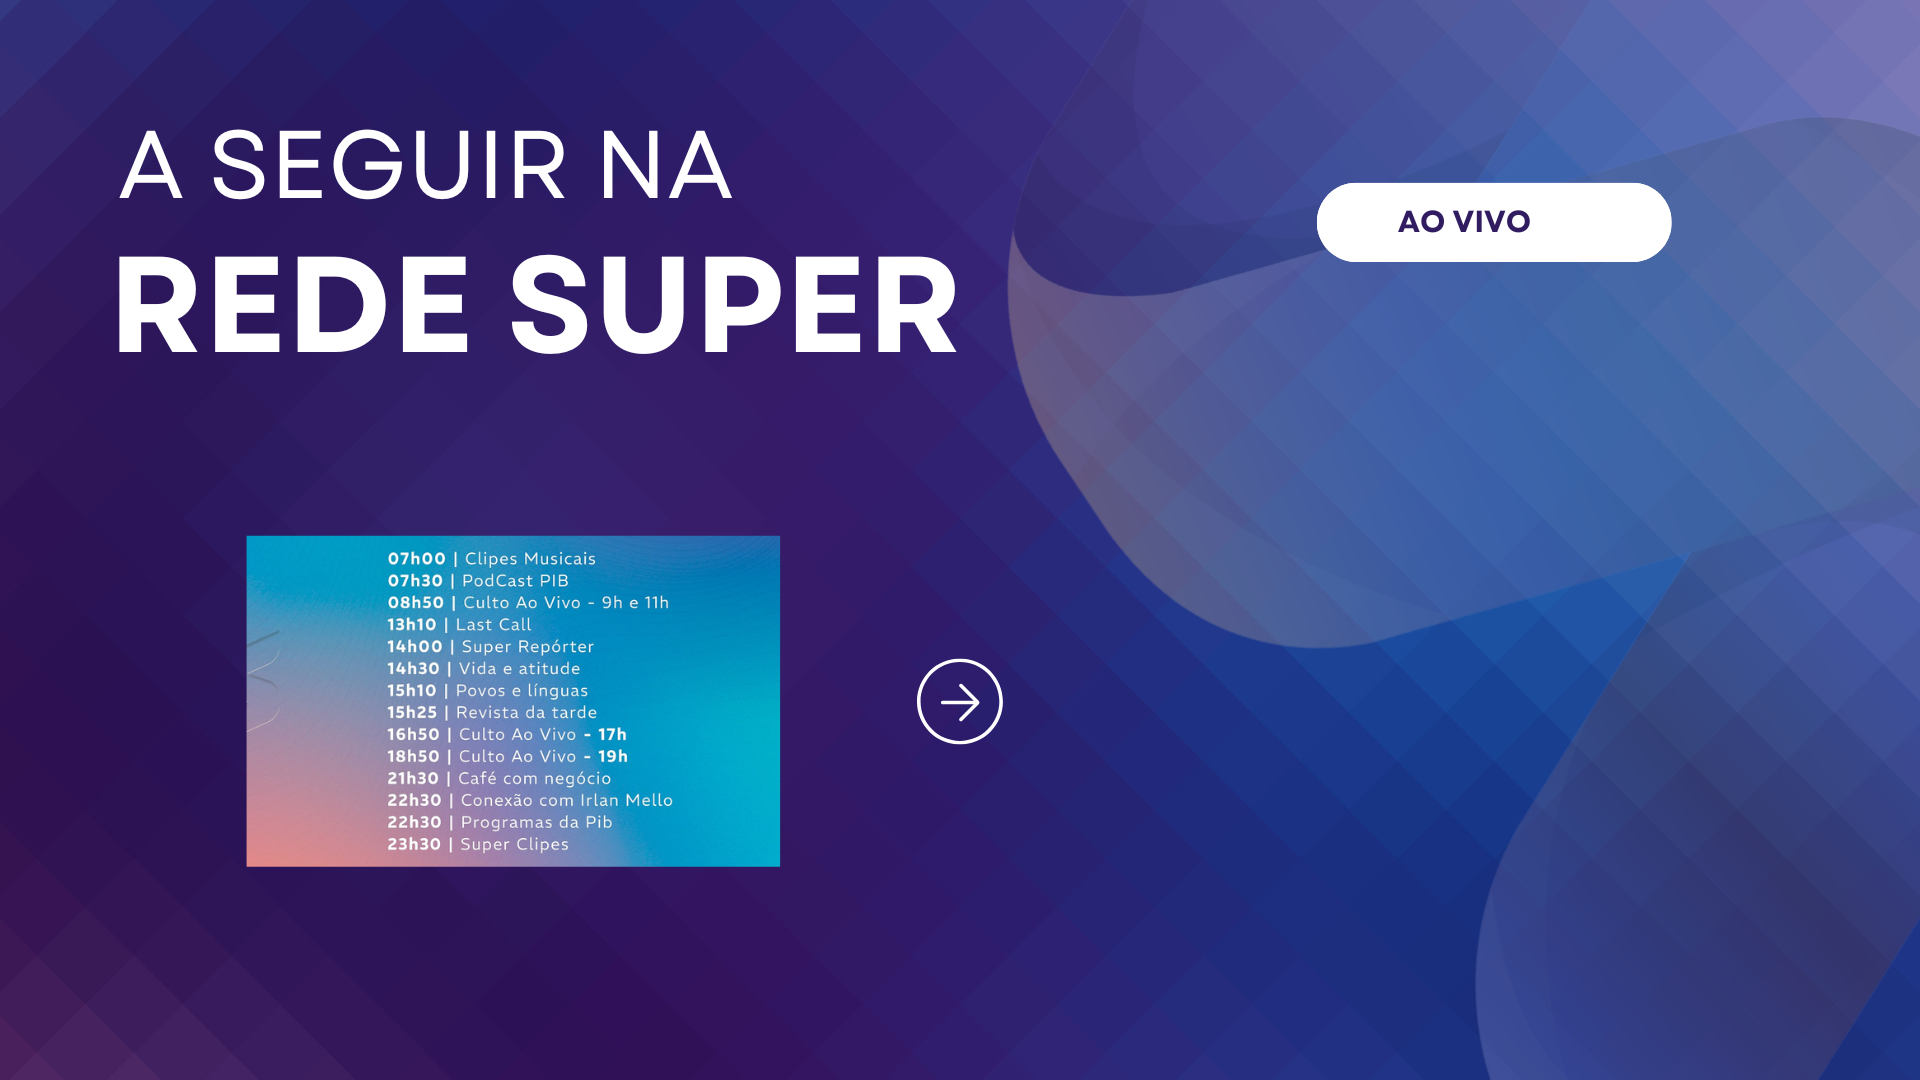 A SEGUIR NA
REDE SUPER
AO VIVO
07h00 | Clipes Musicais
07h30 | PodCast PIB
08h50 | Culto Ao Vivo - 9h e 11h
13h10 | Last Call
14h00 | Super Repórter
14h30 | Vida e atitude
15h10 | Povos e línguas
15h25 | Revista da tarde
16h50 | Culto Ao Vivo - 17h
18h50 | Culto Ao Vivo - 19h
21h30 | Café com negócio
22h30 | Conexão com Irlan Mello
22h30 | Programas da Pib
23h30 | Super Clipes